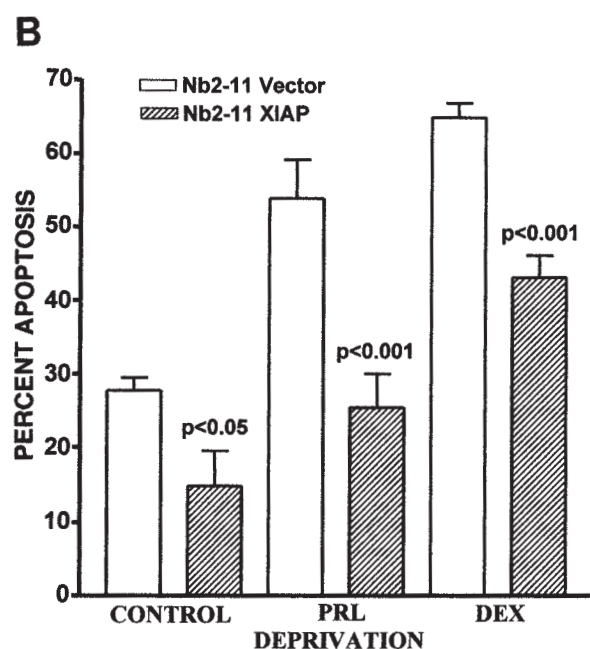 B
Nb2-11 Vector
Nb2-11 XIAP
PERCENT APOPTOSIS
70
60
50
40
30
20
10
0
p<0.05
p<0.001
p<0.001
CONTROL
PRL
DEPRIVATION
DEX